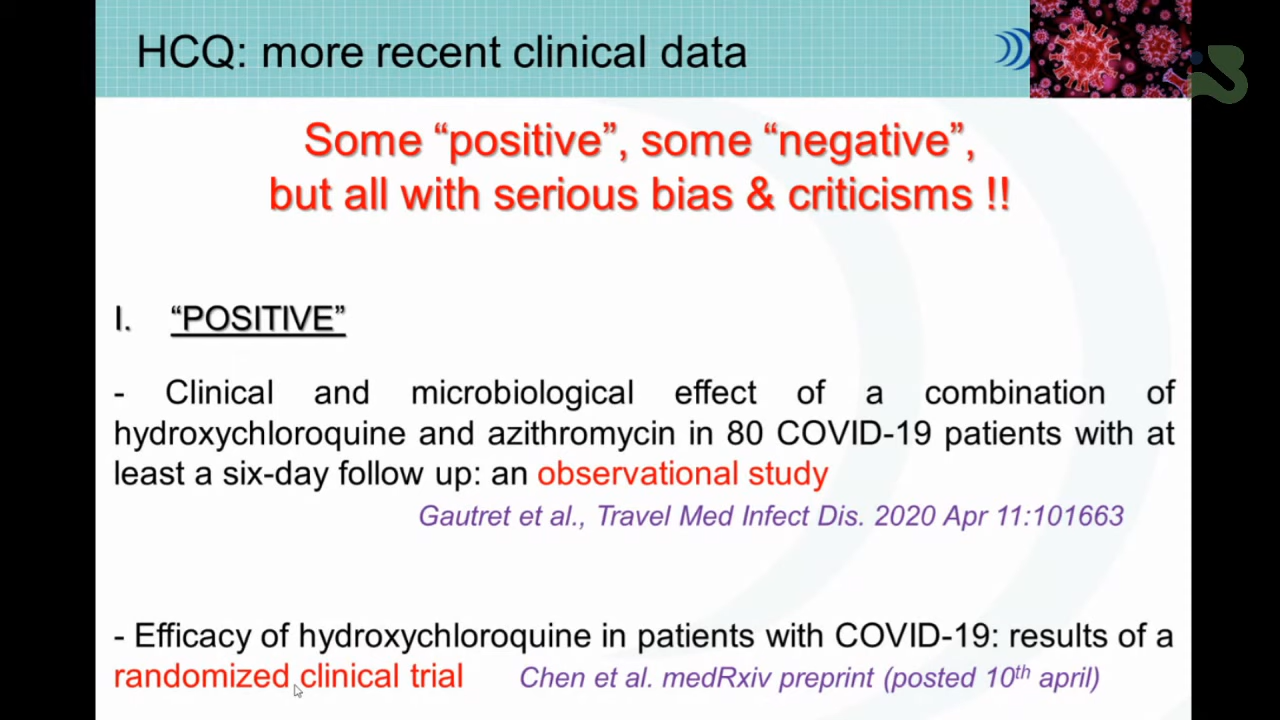 HCQ: more recent clinical data
Some “positive”, some “negative”,
but all with serious bias & criticisms !!
I. “POSITIVE”
- Clinical and microbiological effect of a combination of
hydroxychloroquine and azithromycin in 80 COVID-19 patients with at
least a six-day follow up: an observational study
Gautret et al., Travel Med Infect Dis. 2020 Apr 11:101663
- Efficacy of hydroxychloroquine in patients with COVID-19: results of a
randomized clinical trial Chen et al. medRxiv preprint (posted 10th april)